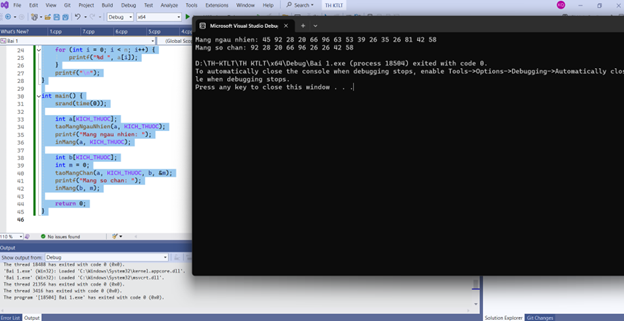 File Edit View Git Project Build Debug Test Analyze Tools Extensions Window Help Search TH KTLT
Debug x64
Microsoft Visual Studio Debu
What's New? 1.cpp 7.cpp 6.cpp 5.cpp
Bai 1 (Global Sco
24 for (int i = 0; i < n; i++) {
25 printf("%d ", a[i]);
26 }
27 printf("\n");
28 }
29
30 int main() {
31 srand(time(0));
32
33 int a[KICH_THUOC];
34 taoMangNgauNhien(a, KICH_THUOC);
35 printf("Mang ngau nhien: ");
36 inMang(a, KICH_THUOC);
37
38 int b[KICH_THUOC];
39 int m = 0;
40 taoMangChan(a, KICH_THUOC, b, &m);
41 printf("Mang so chan: ");
42 inMang(b, m);
43
44 return 0;
45 }
46
110 % No issues found
Mang ngau nhien: 45 92 28 20 66 96 63 53 39 26 35 26 81 42 58
Mang so chan: 92 28 20 66 96 26 26 42 58
D:\TH-KTLT\TH KTLT\x64\Debug\Bai 1.exe (process 18504) exited with code 0.
To automatically close the console when debugging stops, enable Tools->Options->Debugging->Automatically clos
le when debugging stops.
Press any key to close this window . . .
Output
Show output from: Debug
The thread 18488 has exited with code 0 (0x0).
'Bai 1.exe' (Win32): Loaded 'C:\Windows\System32\kernel.appcore.dll'.
'Bai 1.exe' (Win32): Loaded 'C:\Windows\System32\msvcrt.dll'.
The thread 21356 has exited with code 0 (0x0).
The thread 3416 has exited with code 0 (0x0).
The program '[18504] Bai 1.exe' has exited with code 0 (0x0).
Error List Output
Solution Explorer Git Changes